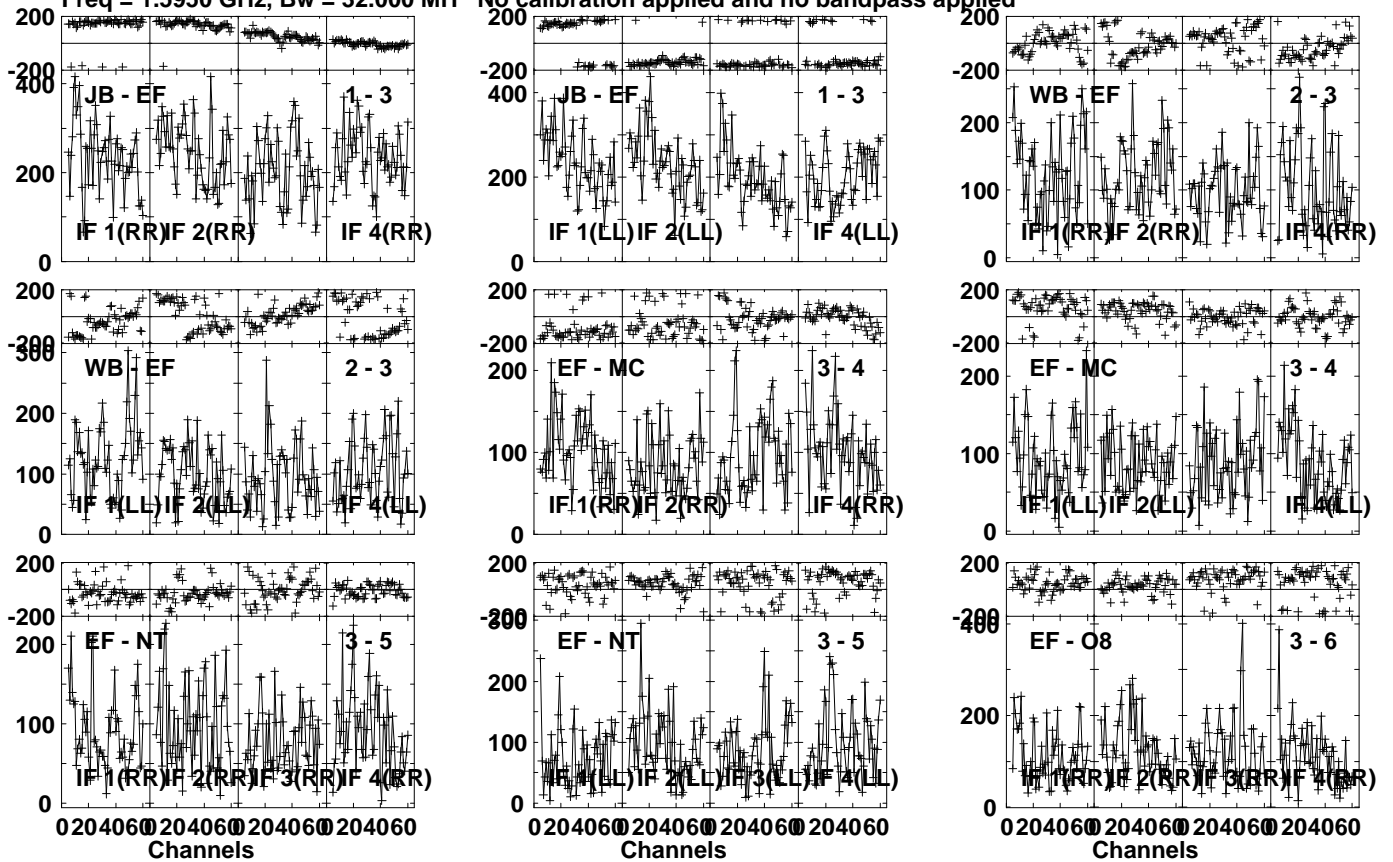 Freq = 1.5950 GHz, Bw = 32.000 MH No calibration applied and no bandpass applied
200
-200
400
200
0
JB - EF 1 - 3
IF 1(RR) IF 2(RR) IF 4(RR)
200
-200
400
200
0
JB - EF 1 - 3
IF 1(LL) IF 2(LL) IF 4(LL)
200
-200
200
100
0
WB - EF 2 - 3
IF 1(RR) IF 2(RR) IF 4(RR)
200
-200
300
200
100
0
WB - EF 2 - 3
IF 1(LL) IF 2(LL) IF 4(LL)
200
-200
200
100
0
EF - MC 3 - 4
IF 1(RR) IF 2(RR) IF 4(RR)
200
-200
200
100
0
EF - MC 3 - 4
IF 1(LL) IF 2(LL) IF 4(LL)
200
-200
200
100
0
EF - NT 3 - 5
IF 1(RR) IF 2(RR) IF 3(RR) IF 4(RR)
0 20 40 60 0 20 40 60 0 20 40 60 0 20 40 60
Channels
200
-200
300
200
100
0
EF - NT 3 - 5
IF 1(LL) IF 2(LL) IF 3(LL) IF 4(LL)
0 20 40 60 0 20 40 60 0 20 40 60 0 20 40 60
Channels
200
-200
400
200
0
EF - O8 3 - 6
IF 1(RR) IF 2(RR) IF 3(RR) IF 4(RR)
0 20 40 60 0 20 40 60 0 20 40 60 0 20 40 60
Channels